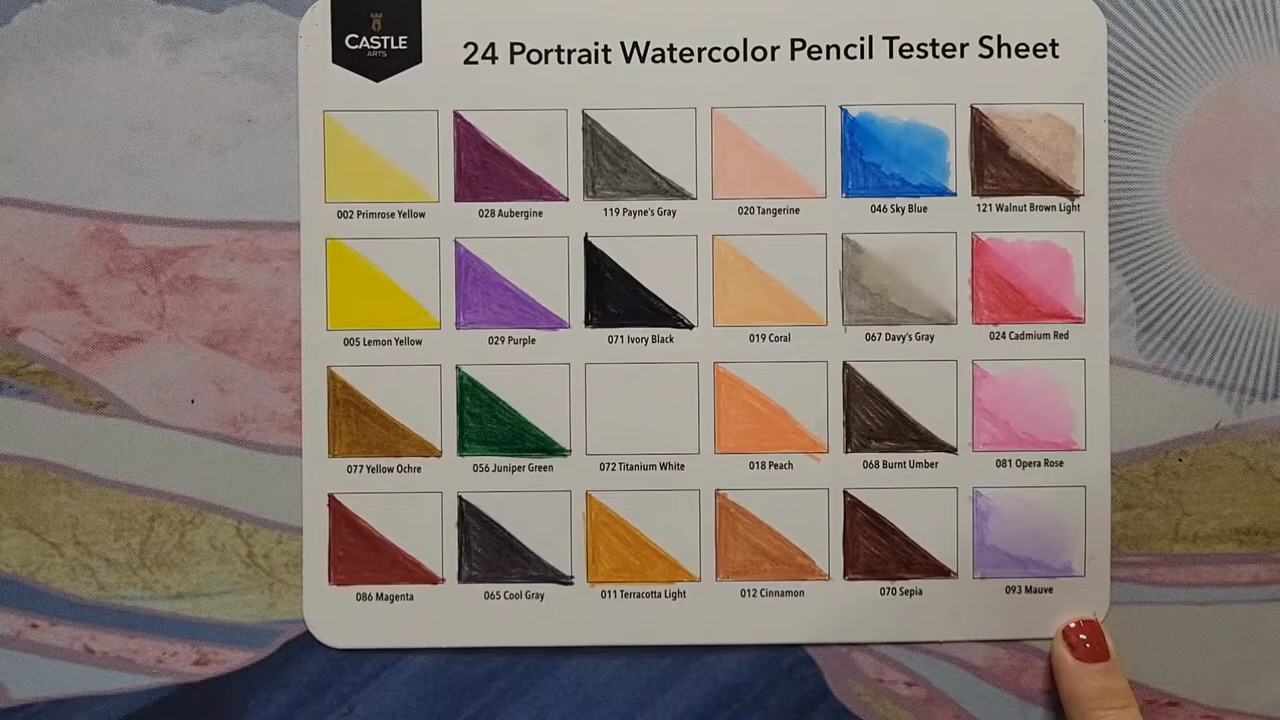 CASTLE
ARTS
24 Portrait Watercolor Pencil Tester Sheet
002 Primrose Yellow
028 Aubergine
119 Payne's Gray
020 Tangerine
046 Sky Blue
121 Walnut Brown Light
005 Lemon Yellow
029 Purple
071 Ivory Black
019 Coral
067 Davy's Gray
024 Cadmium Red
077 Yellow Ochre
056 Juniper Green
072 Titanium White
018 Peach
068 Burnt Umber
081 Opera Rose
086 Magenta
065 Cool Gray
011 Terracotta Light
012 Cinnamon
070 Sepia
093 Mauve